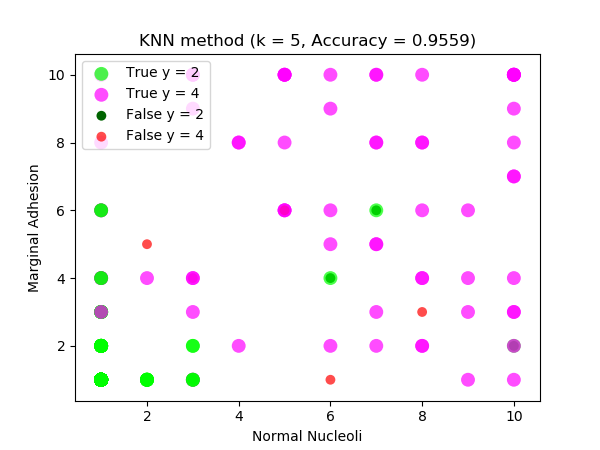 KNN method (k = 5, Accuracy = 0.9559)
True y = 2
True y = 4
False y = 2
False y = 4
10
8
6
4
2
Marginal Adhesion
2 4 6 8 10
Normal Nucleoli